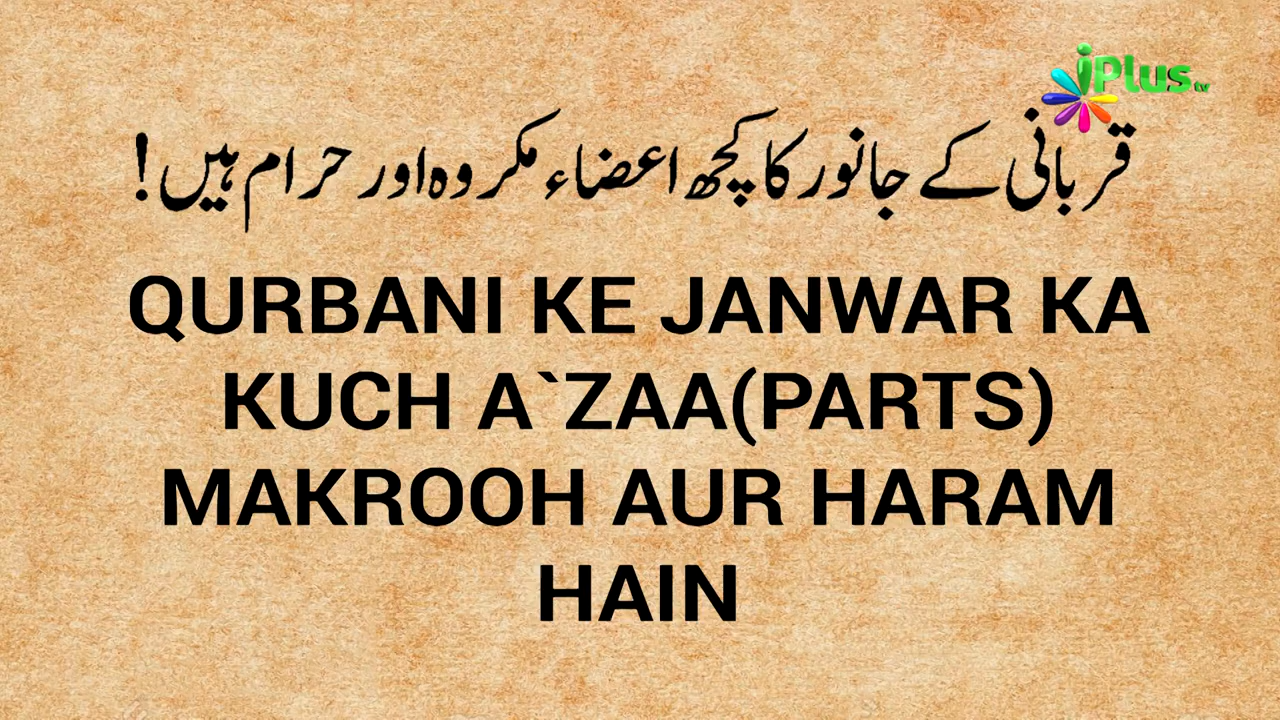 iPlus tv
قربانی کے جانور کا کچھ اعضاء مکروہ اور حرام ہیں!
QURBANI KE JANWAR KA
KUCH A`ZAA(PARTS)
MAKROOH AUR HARAM
HAIN